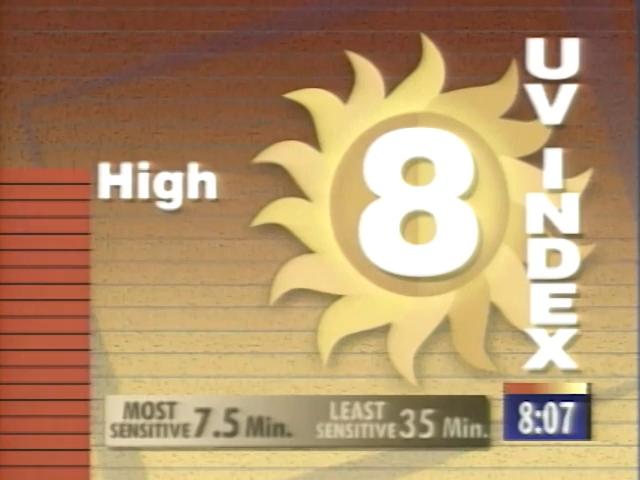 High
8
UV INDEX
MOST SENSITIVE 7.5 Min.
LEAST SENSITIVE 35 Min.
8:07